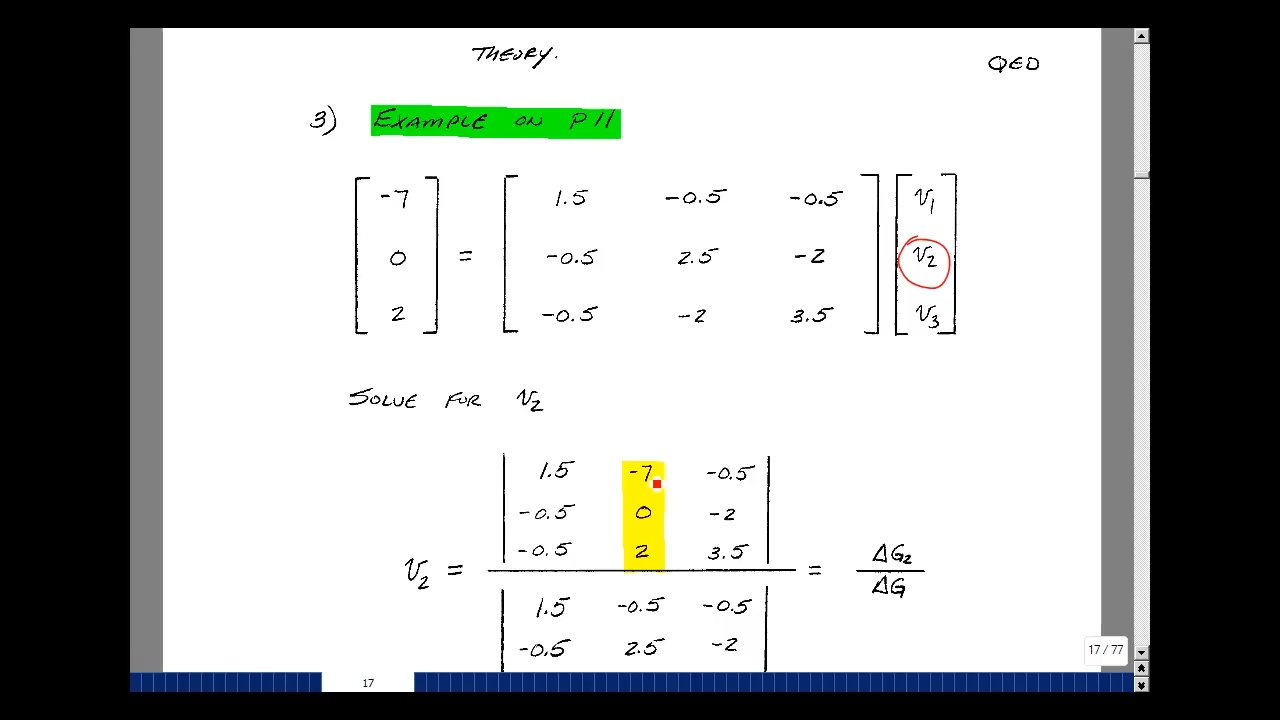 THEORY.
QED
3) EXAMPLE ON P11
-7 1.5 -0.5 -0.5 V1
0 = -0.5 2.5 -2 V2
2 -0.5 -2 3.5 V3
SOLVE FOR V2
1.5 -7 -0.5
-0.5 0 -2
-0.5 2 3.5
V2 = = ΔG2 / ΔG
1.5 -0.5 -0.5
-0.5 2.5 -2
17 / 77
17